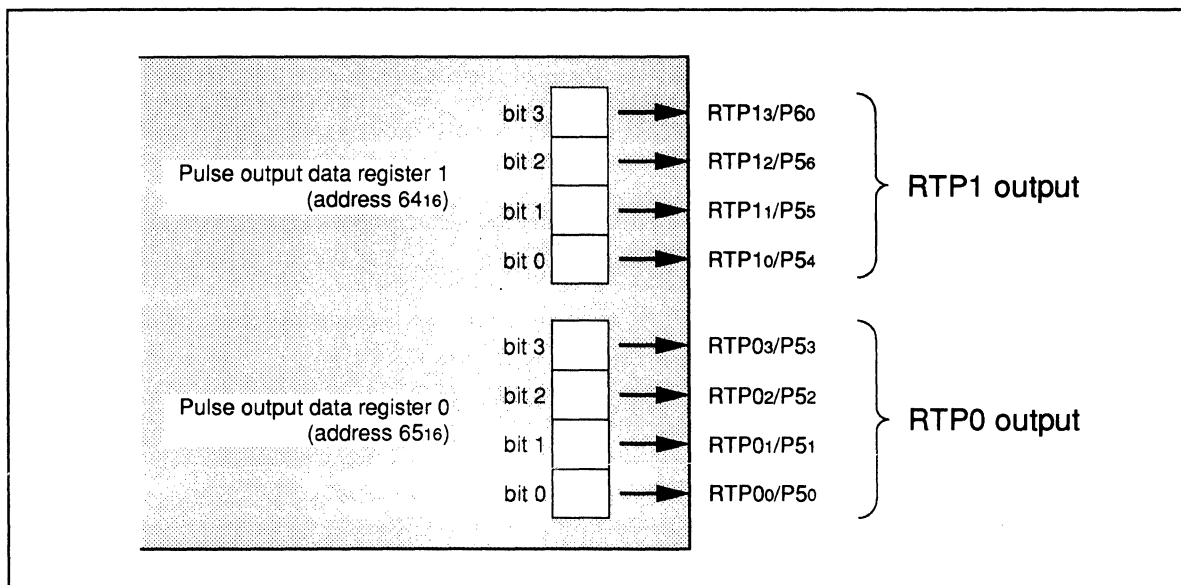 bit 3 RTP13/P60
bit 2 RTP12/P56
Pulse output data register 1
(address 6416)
bit 1 RTP11/P55
bit 0 RTP10/P54
RTP1 output
bit 3 RTP03/P53
bit 2 RTP02/P52
Pulse output data register 0
(address 6516)
bit 1 RTP01/P51
bit 0 RTP00/P50
RTP0 output